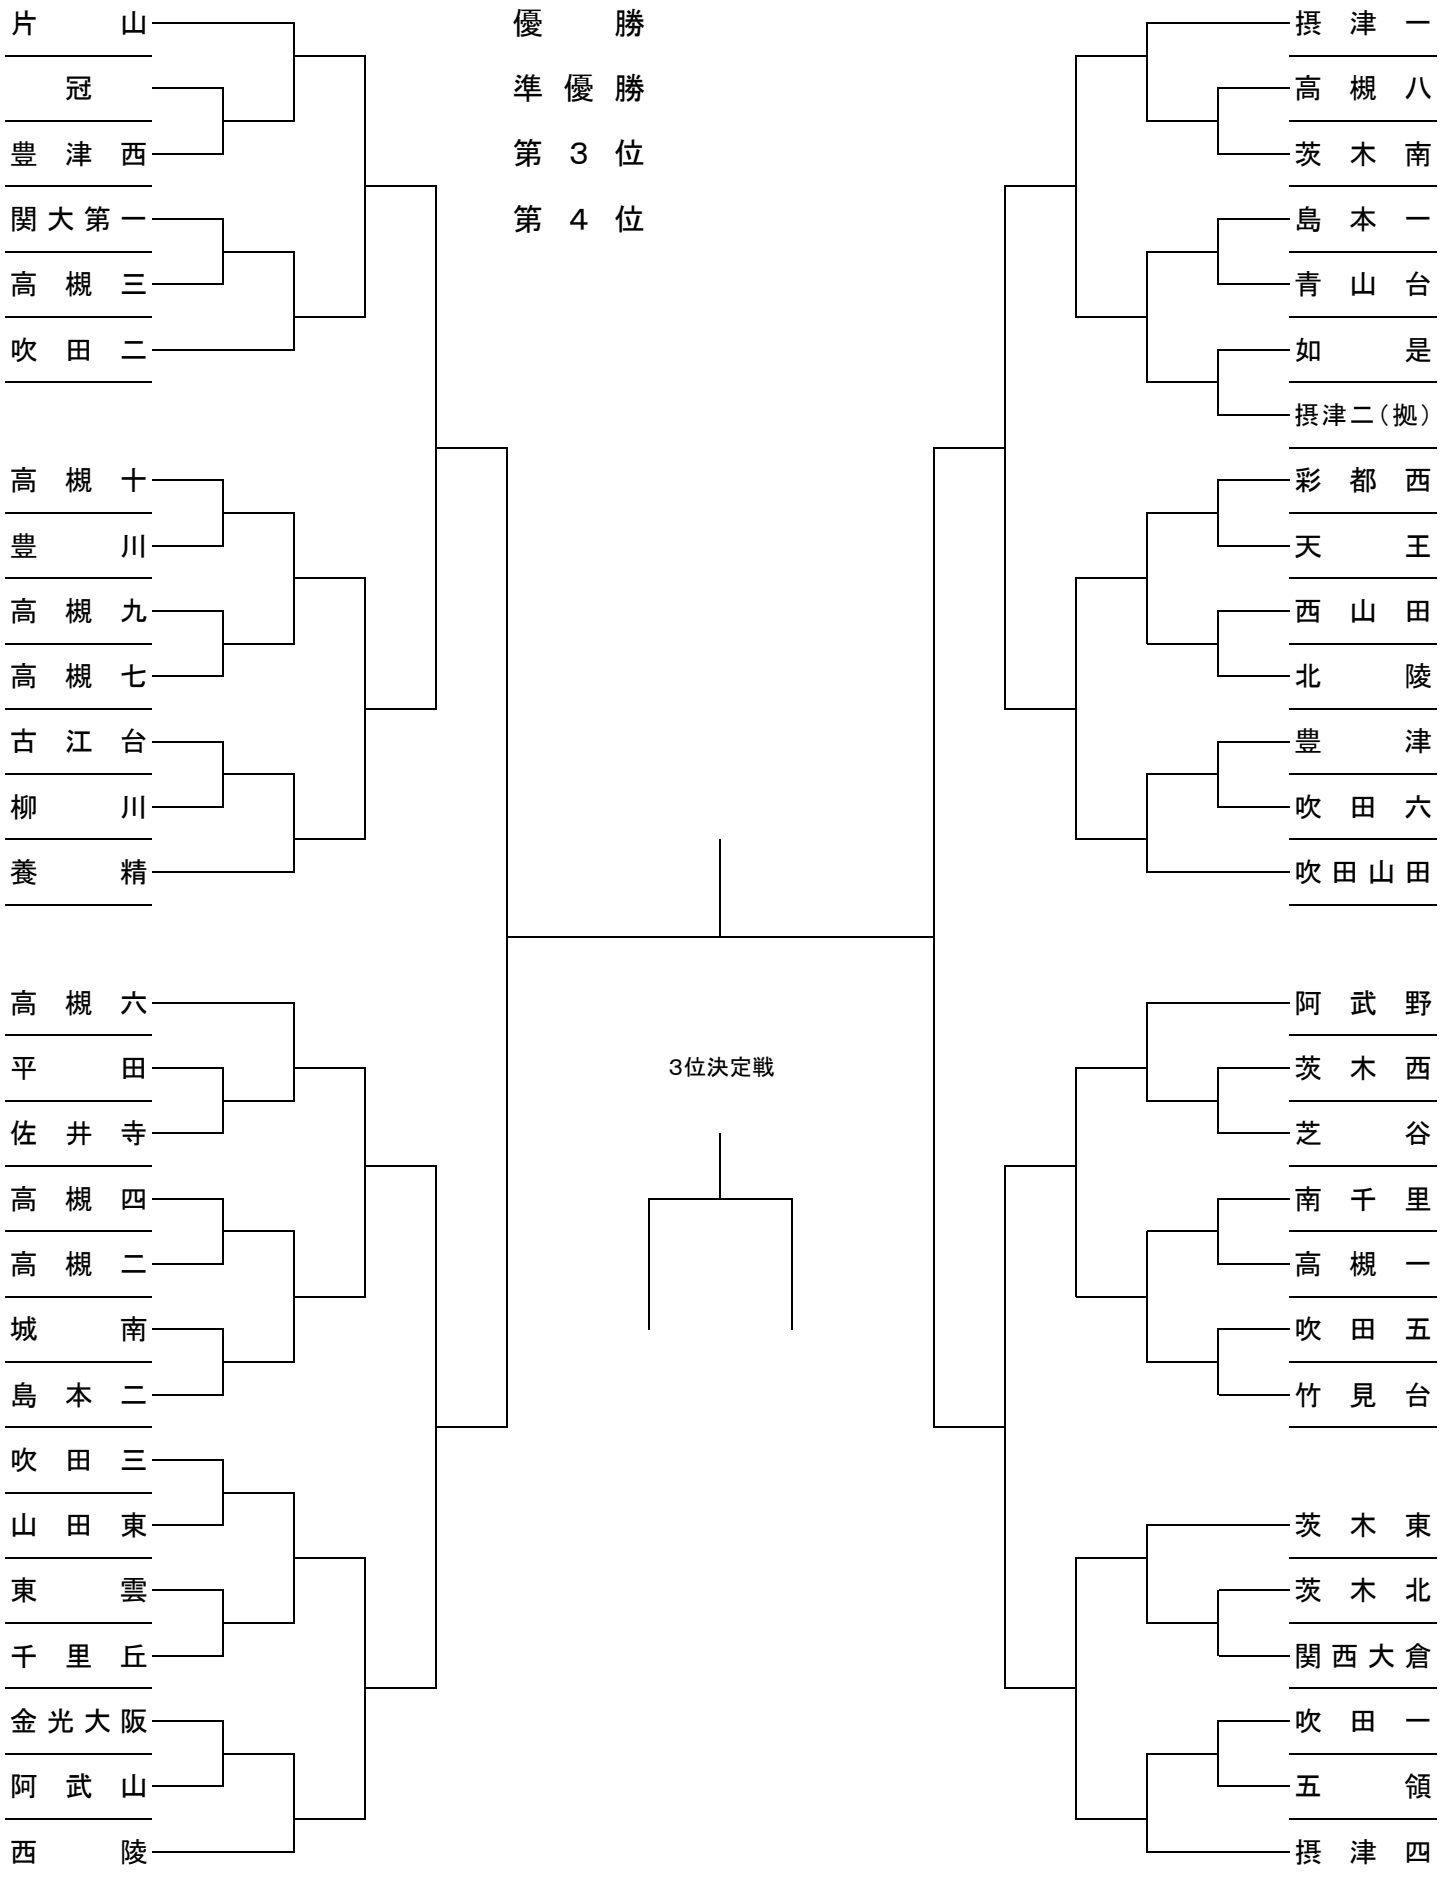 片山
冠
豊津西
関大第一
高槻三
吹田二
高槻十
豊川
高槻九
高槻七
古江台
柳川
養精
高槻六
平田
佐井寺
高槻四
高槻二
城南
島本二
吹田三
山田東
東雲
千里丘
金光大阪
阿武山
西陵
優勝
準優勝
第3位
第4位
3位決定戦
摂津一
高槻八
茨木南
島本一
青山台
如是
摂津二(拠)
彩都西
天王
西山田
北陵
豊津
吹田六
吹田山田
阿武野
茨木西
芝谷
南千里
高槻一
吹田五
竹見台
茨木東
茨木北
関西大倉
吹田一
五領
摂津四